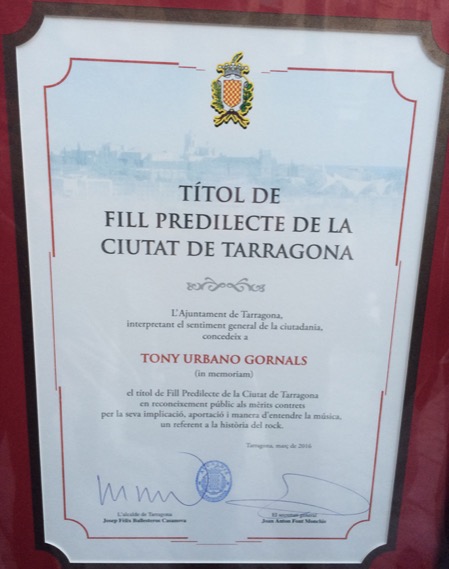 TÍTOL DE
FILL PREDILECTE DE LA
CIUTAT DE TARRAGONA
L'Ajuntament de Tarragona,
interpretant el sentiment general de la ciutadania,
concedeix a
TONY URBANO GORNALS
(in memoriam)
el títol de Fill Predilecte de la Ciutat de Tarragona
en reconeixement públic als mèrits contrets
per la seva implicació, aportació i manera d'entendre la música,
un referent a la història del rock.
Tarragona, març de 2016
L'alcalde de Tarragona
Josep Fèlix Ballesteros Casanova
El secretari general
Joan Anton Font Monclús